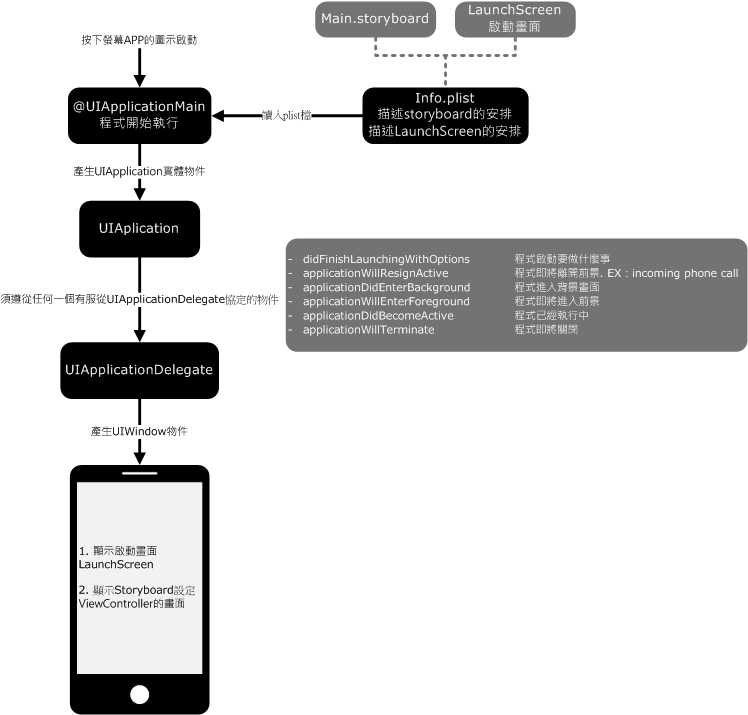 Main.storyboard
LaunchScreen
啟動畫面
按下螢幕APP的圖示啟動
@UIApplicationMain
程式開始執行
讀入plist檔
Info.plist
描述storyboard的安排
描述LaunchScreen的安排
產生UIApplication實體物件
UIAplication
須遵從任何一個有服從UIApplicationDelegate協定的物件
- didFinishLaunchingWithOptions 程式啟動要做什麼事
- applicationWillResignActive 程式即將離開前景. EX : incoming phone call
- applicationDidEnterBackground 程式進入背景畫面
- applicationWillEnterForeground 程式即將進入前景
- applicationDidBecomeActive 程式已經執行中
- applicationWillTerminate 程式即將關閉
UIApplicationDelegate
產生UIWindow物件
1. 顯示啟動畫面
LaunchScreen
2. 顯示Storyboard設定
ViewController的畫面